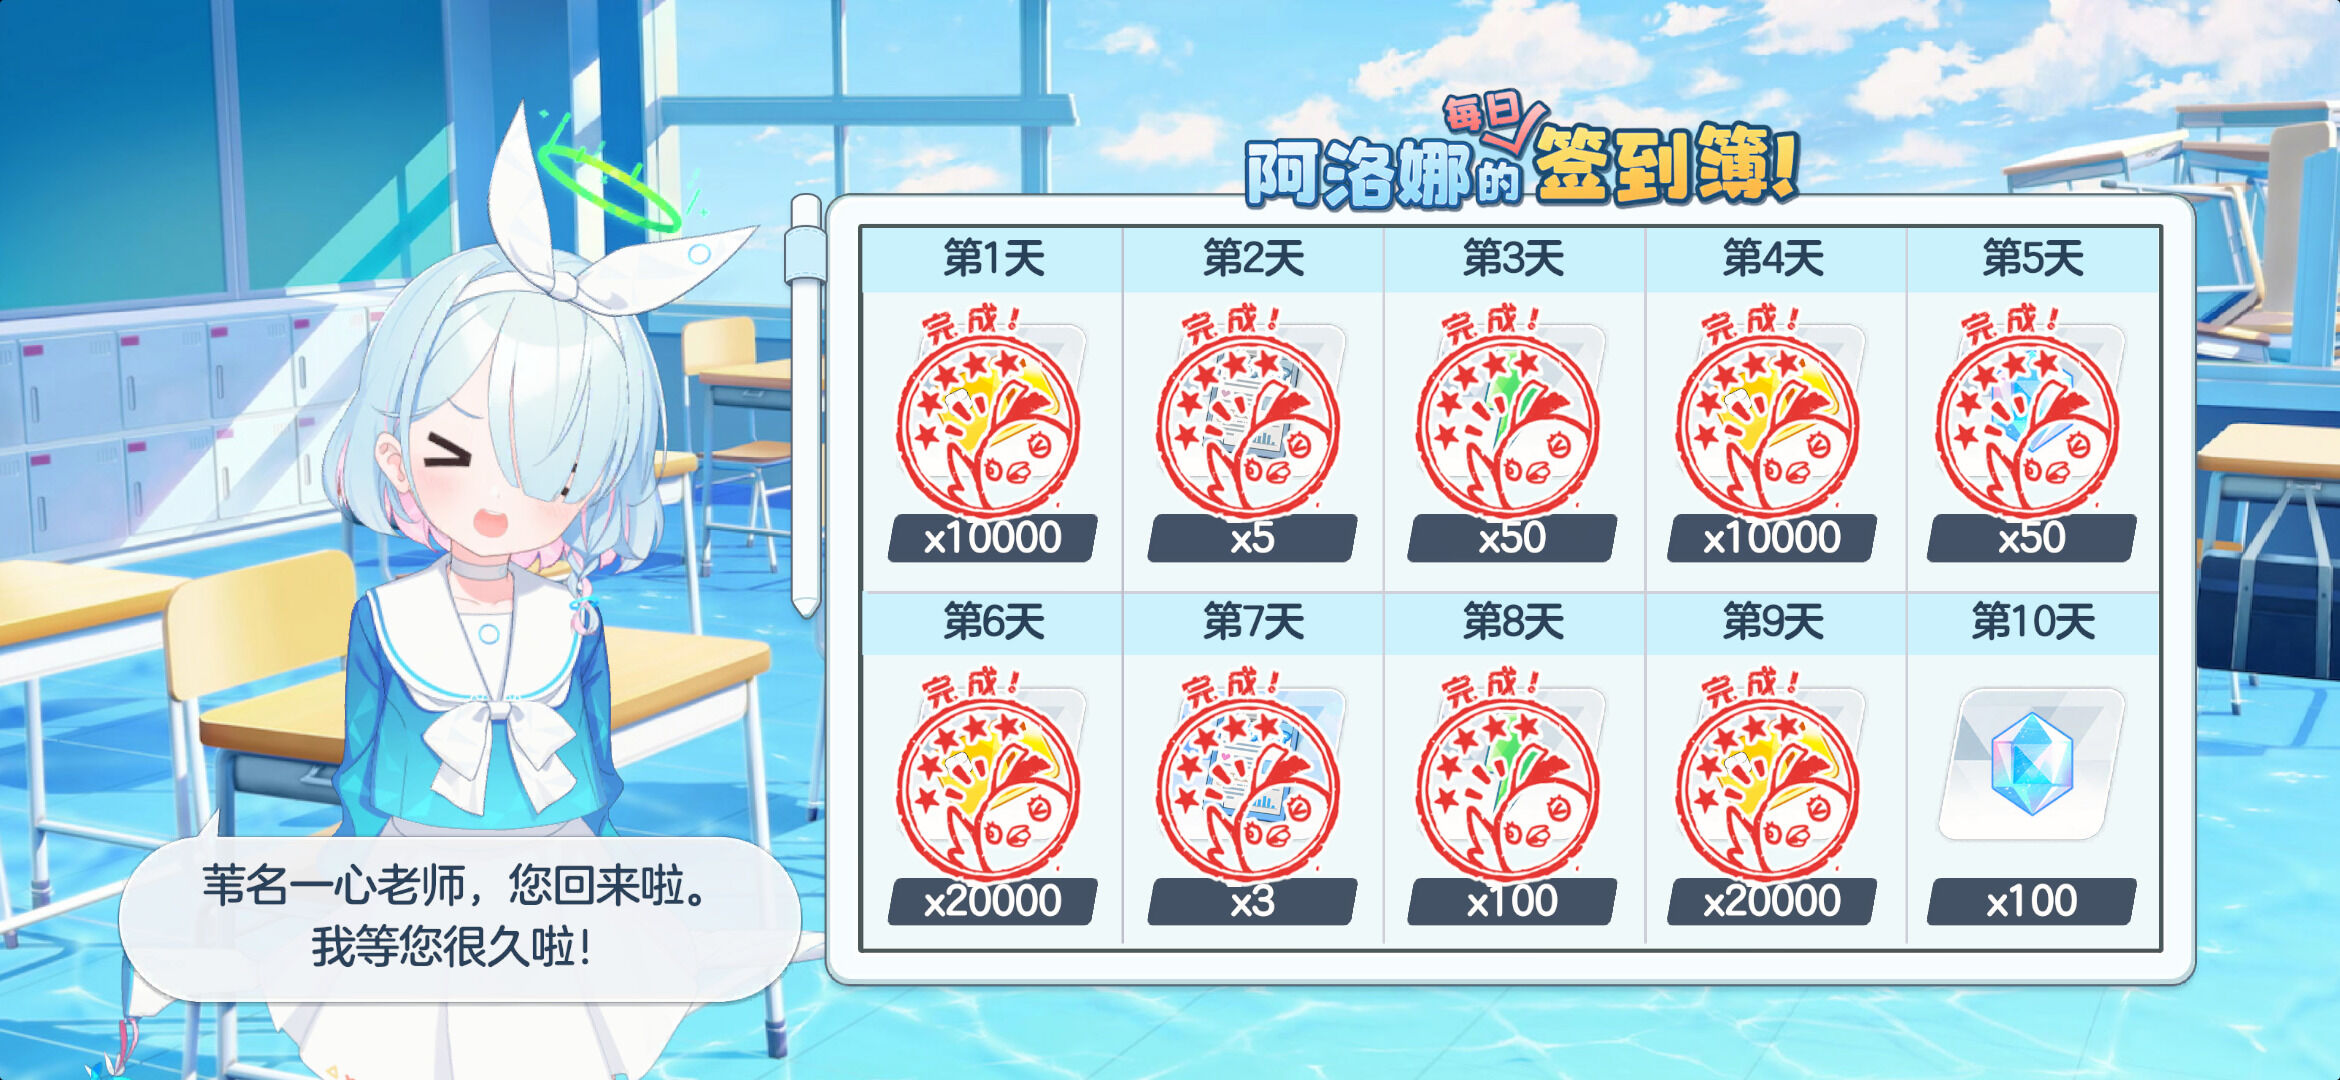 阿洛娜的每日签到簿!
第1天 第2天 第3天 第4天 第5天
完成! 完成! 完成! 完成! 完成!
x10000 x5 x50 x10000 x50
第6天 第7天 第8天 第9天 第10天
完成! 完成! 完成! 完成!
x20000 x3 x100 x20000 x100
苇名一心老师，您回来啦。
我等您很久啦！